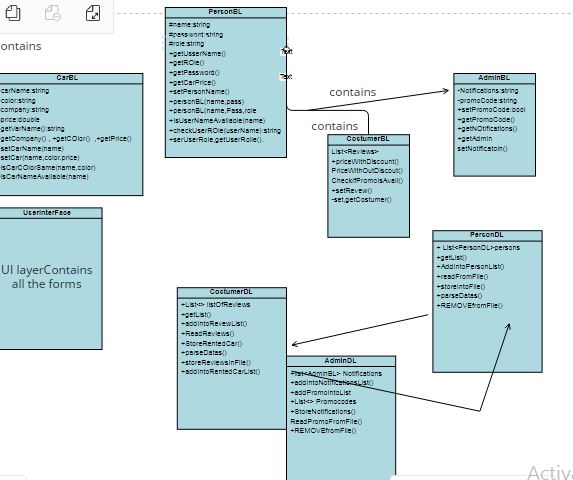 ontains
PersonBL
#name:string
#password:string
#role:string
+getUsserName()
+getROle()
+getPassword()
+getCarPrice()
+setPersonName()
+personBL(name,pass)
+personBL(name,Pass,role
+isUserNameAvailable(name)
+checkUserROle(userName):string
+serUserRole,getUserRole().
Text
Text
CarBL
carName:string
color:string
company:string
price:double
getVarName():string
getCompany() , +getCOlor() ,+getPrice()
setCarName(name)
setCar(name,color,price)
isCarCOlorSame(name,color)
isCarNameAvailable(name)
contains
contains
AdminBL
-Notifications:string
-promoCode:string
+setPromoCode:bool
+getPromoCode()
+getNOtifications()
+getAdmin
setNotificatoin()
CostumerBL
List<Reviews>
+priceWithDiscount()
PriceWithOutDiscout()
CheckifPromoIsAvail()
+setRevew()
-set,getCostumer()
UserInterFace
UI layerContains
all the forms
PersonDL
+ List<PersonDL>persons
+getList()
+AddintoPersonList()
+readFromFile()
+storeIntoFile()
+parseDatas()
+REMOVEfromFile()
CostumerDL
+List<> listOfReviews
+getList()
+addintoRevewList()
+ReadReviews()
+StoreRentedCar()
+parseDatas()
+storeReviewsInFile()
+addintoRentedCarList()
AdminDL
+list<AdminBL> Notifications
+addintoNotificationsList()
+addPromointoList
+List<> Promocodes
+StoreNotifications()
ReadPromoFromFile()
+REMOVEfromFile()
Activ